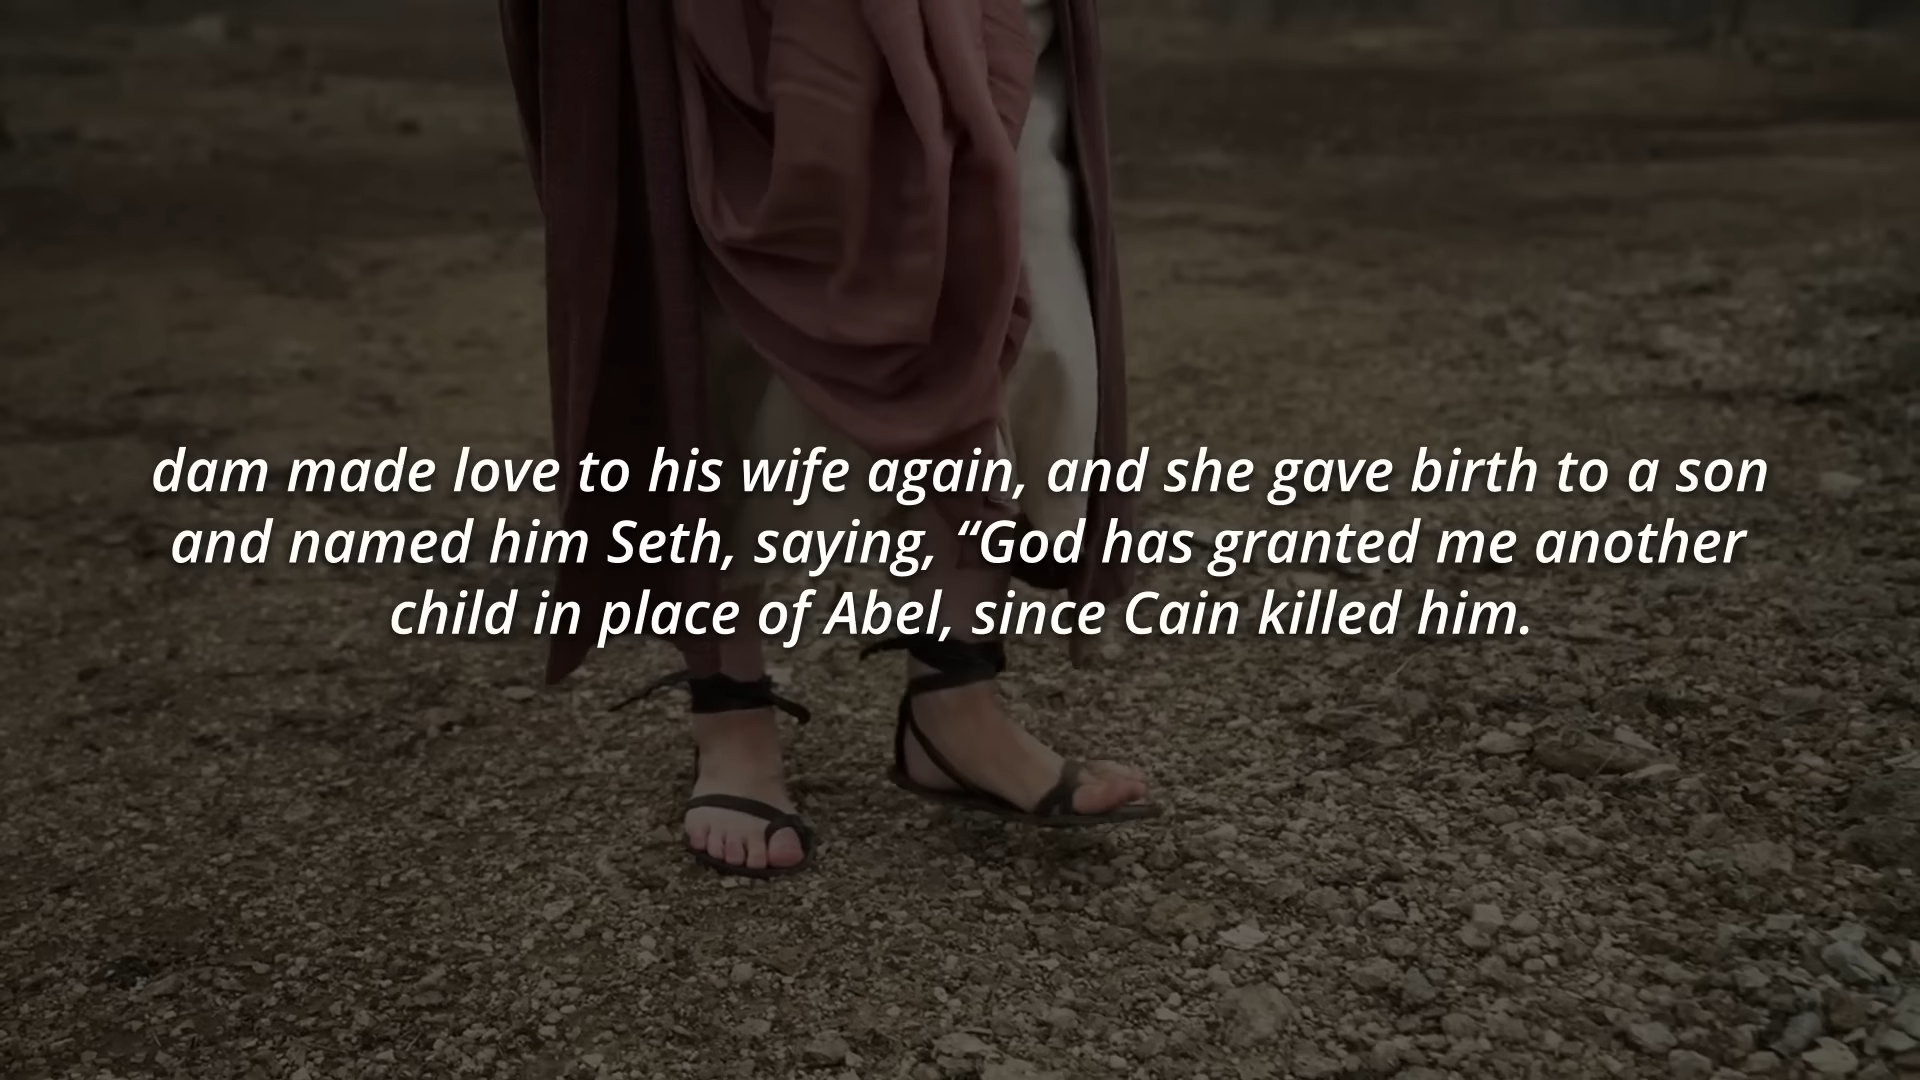 dam made love to his wife again, and she gave birth to a son
and named him Seth, saying, “God has granted me another
child in place of Abel, since Cain killed him.